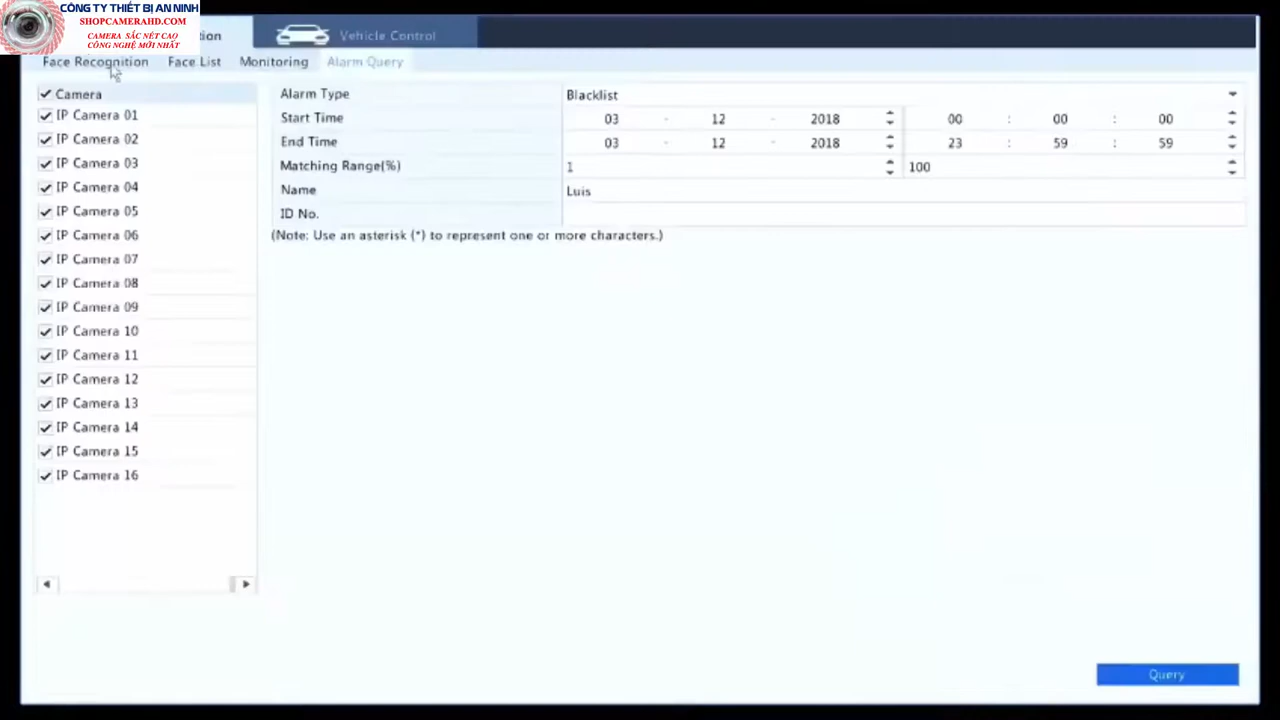 CÔNG TY THIẾT BỊ AN NINH
SHOPCAMERAHD.COM
CAMERA SẮC NÉT CAO
CÔNG NGHỆ MỚI NHẤT
Vehicle Control
Face Recognition Face List Monitoring Alarm Query
Camera
IP Camera 01
IP Camera 02
IP Camera 03
IP Camera 04
IP Camera 05
IP Camera 06
IP Camera 07
IP Camera 08
IP Camera 09
IP Camera 10
IP Camera 11
IP Camera 12
IP Camera 13
IP Camera 14
IP Camera 15
IP Camera 16
Alarm Type Blacklist
Start Time 03 - 12 - 2018 00 : 00 : 00
End Time 03 - 12 - 2018 23 : 59 : 59
Matching Range(%) 1 100
Name Luis
ID No.
(Note: Use an asterisk (*) to represent one or more characters.)
Query